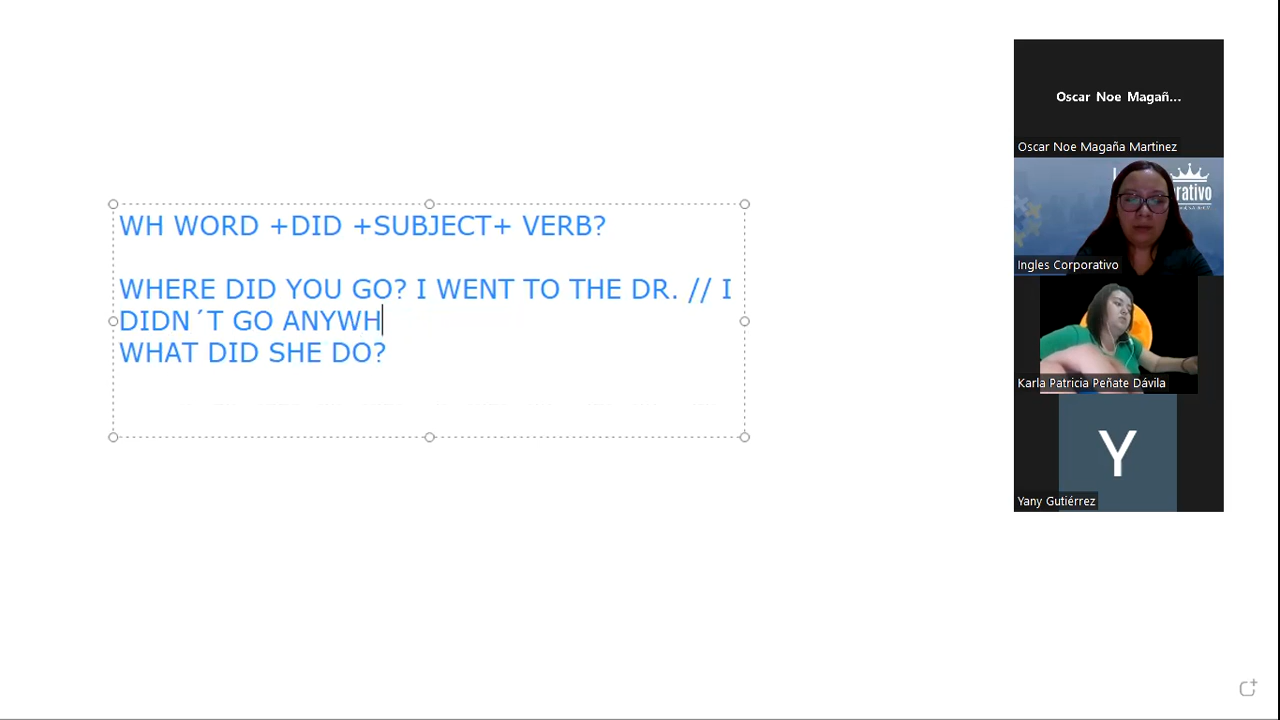 WH WORD +DID +SUBJECT+ VERB?
WHERE DID YOU GO? I WENT TO THE DR. // I
DIDN´T GO ANYWH
WHAT DID SHE DO?
Oscar Noe Magañ...
Oscar Noe Magaña Martinez
rativo
Ingles Corporativo
Karla Patricia Peñate Dávila
Y
Yany Gutiérrez